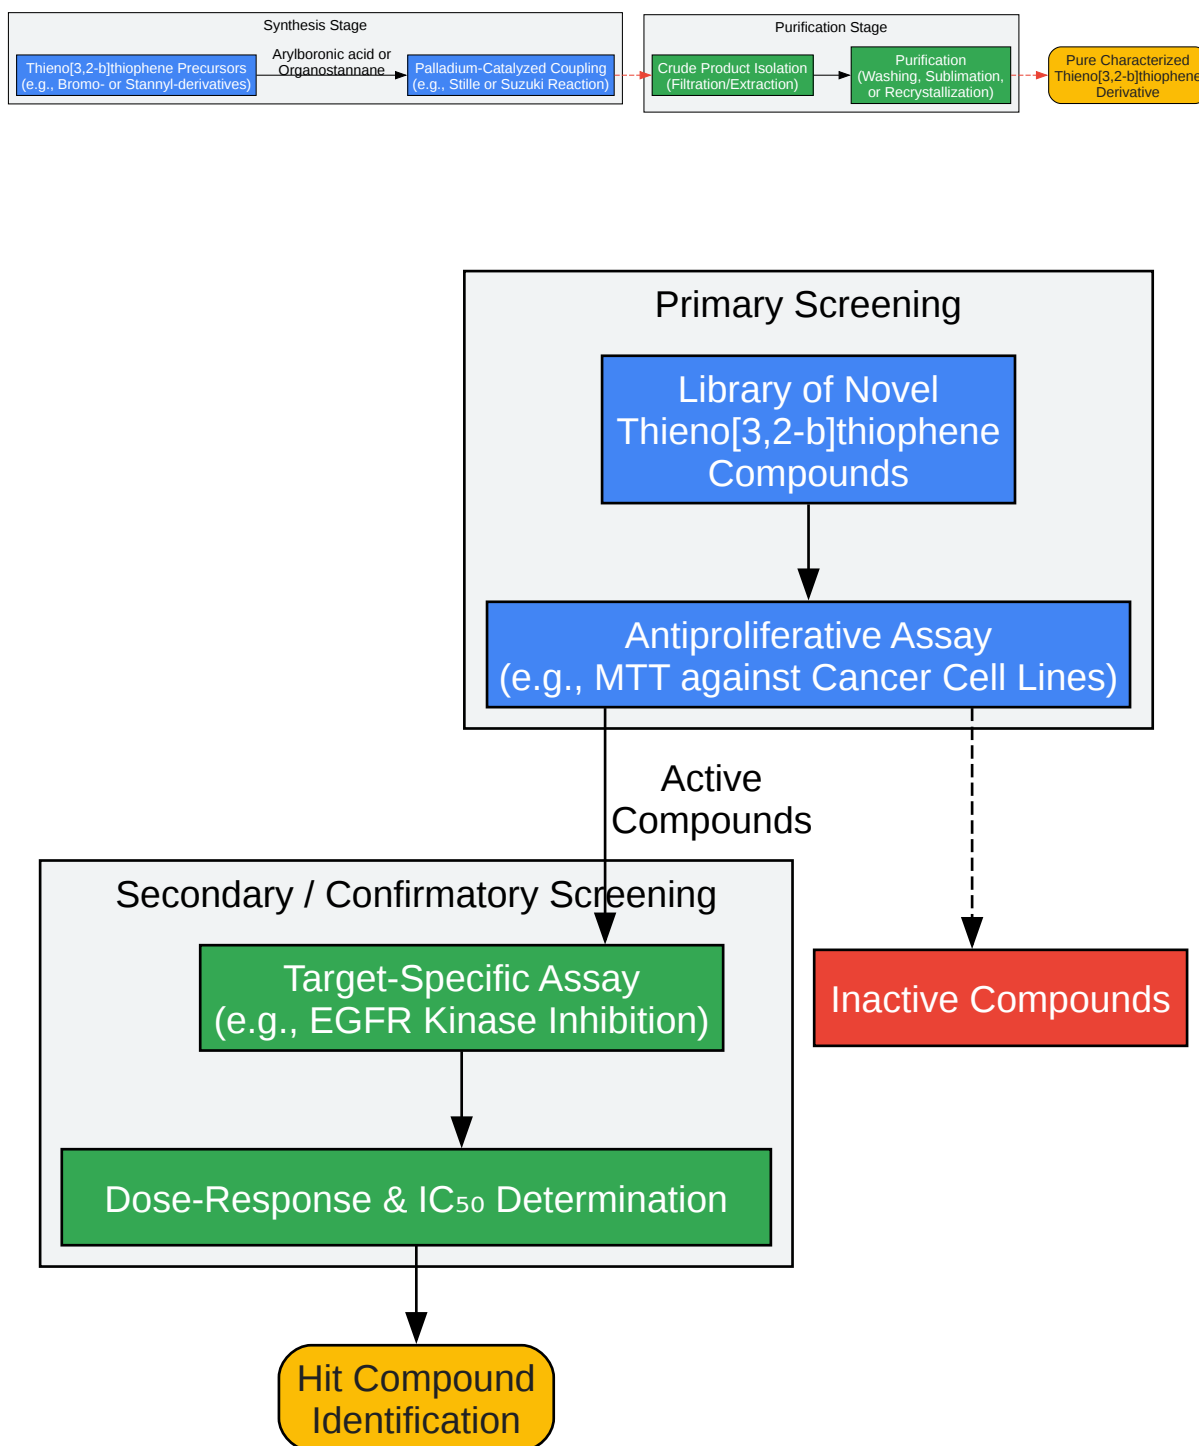 Synthesis Stage
Thieno[3,2-b]thiophene Precursors
(e.g., Bromo- or Stannyl-derivatives)
Arylboronic acid or
Organostannane
Palladium-Catalyzed Coupling
(e.g., Stille or Suzuki Reaction)
Purification Stage
Crude Product Isolation
(Filtration/Extraction)
Purification
(Washing, Sublimation,
or Recrystallization)
Pure Characterized
Thieno[3,2-b]thiophene
Derivative
Primary Screening
Library of Novel
Thieno[3,2-b]thiophene
Compounds
Antiproliferative Assay
(e.g., MTT against Cancer Cell Lines)
Active
Compounds
Secondary / Confirmatory Screening
Target-Specific Assay
(e.g., EGFR Kinase Inhibition)
Inactive Compounds
Dose-Response & IC₅₀ Determination
Hit Compound
Identification